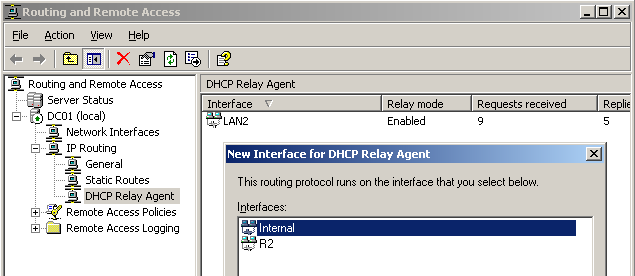 Routing and Remote Access
File Action View Help
Routing and Remote Access
Server Status
DC01 (local)
Network Interfaces
IP Routing
General
Static Routes
DHCP Relay Agent
Remote Access Policies
Remote Access Logging
DHCP Relay Agent
Interface Relay mode Requests received Replie
LAN2 Enabled 9 5
New Interface for DHCP Relay Agent
This routing protocol runs on the interface that you select below.
Interfaces:
Internal
R2